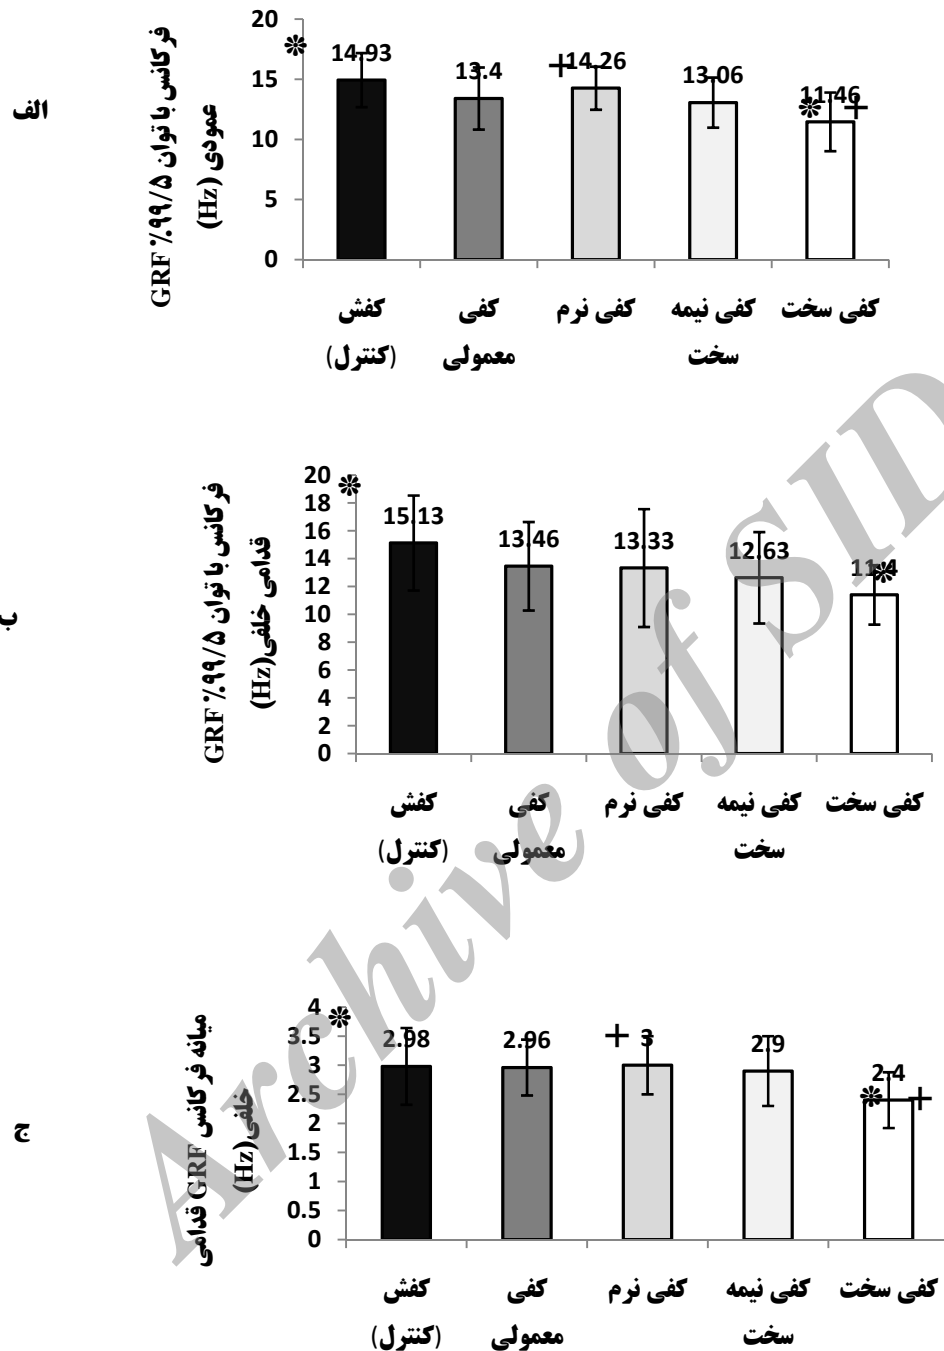 الف
فرکانس با توان ۹۹/۵٪ GRF
عمودی (Hz)
20
15
10
5
0
❊
14.93
13.4
+
14.26
13.06
11.46
❊ +
کفش
(کنترل)
کفی
معمولی
کفی نرم
کفی نیمه
سخت
کفی سخت
ب
فرکانس با توان ۹۹/۵٪ GRF
قدامی خلفی(Hz)
20
18
16
14
12
10
8
6
4
2
0
❊
15.13
13.46
13.33
12.63
11.4
❊
کفش
(کنترل)
کفی
معمولی
کفی نرم
کفی نیمه
سخت
کفی سخت
ج
میانه فرکانس GRF قدامی
خلفی(Hz)
4
3.5
3
2.5
2
1.5
1
0.5
0
❊
2.98
2.96
+
3
2.9
2.4
❊ +
کفش
(کنترل)
کفی
معمولی
کفی نرم
کفی نیمه
سخت
کفی سخت
Archive of SID